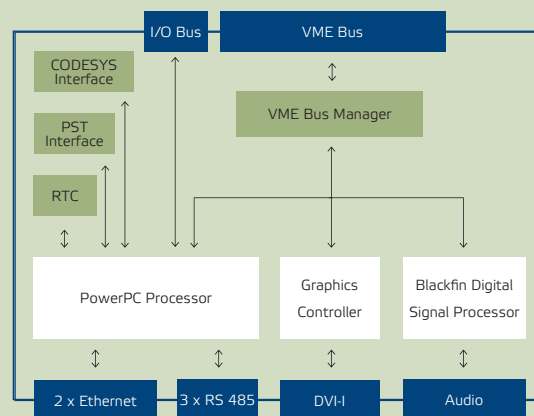 I/O Bus
VME Bus
CODESYS
Interface
VME Bus Manager
PST
Interface
RTC
PowerPC Processor
Graphics
Controller
Blackfin Digital
Signal Processor
2 x Ethernet
3 x RS 485
DVI-I
Audio